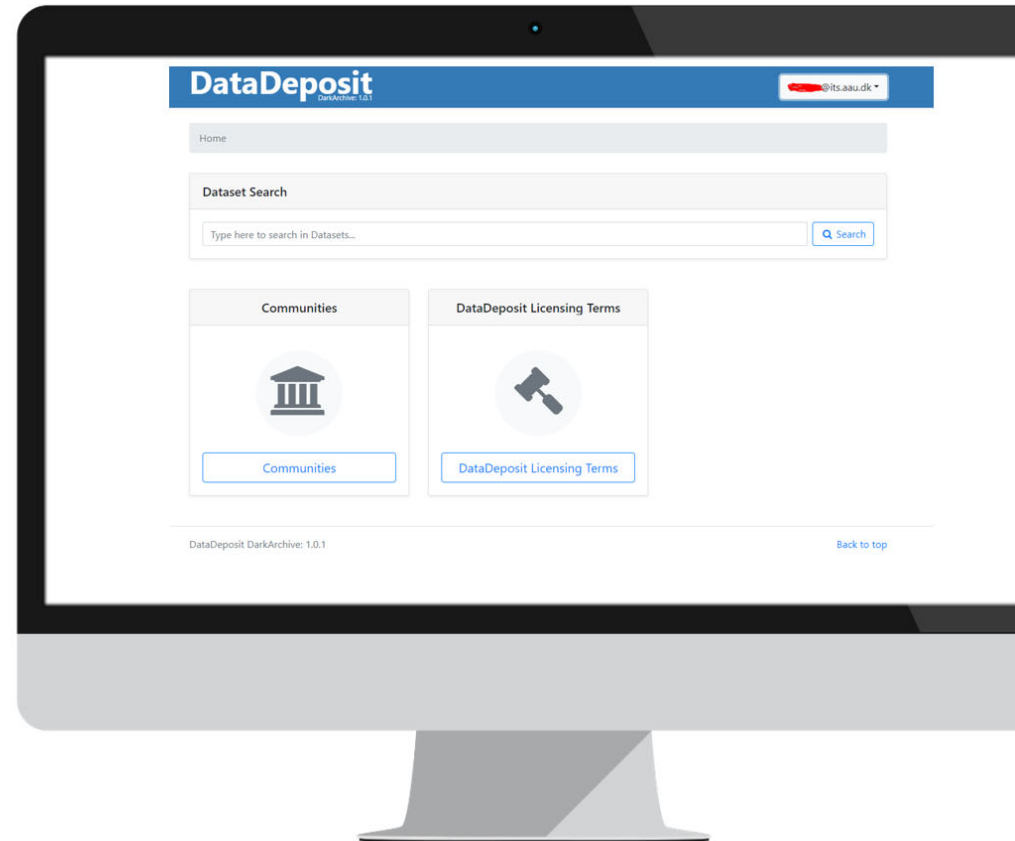 DataDeposit
DarkArchive: 1.0.1
@its.aau.dk
Home
Dataset Search
Type here to search in Datasets...
Search
Communities
DataDeposit Licensing Terms
Communities
DataDeposit Licensing Terms
DataDeposit DarkArchive: 1.0.1
Back to top